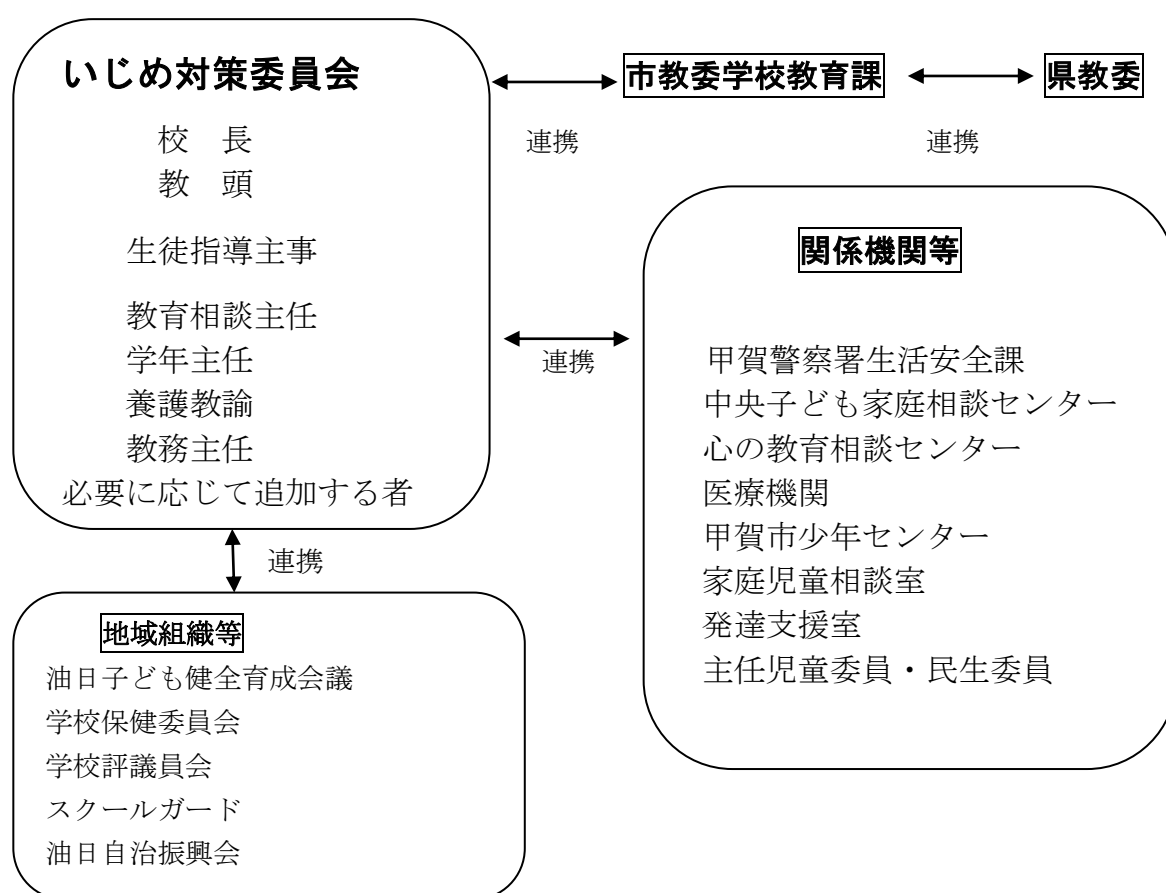 いじめ対策委員会
校　長
教　頭
生徒指導主事
教育相談主任
学年主任
養護教諭
教務主任
必要に応じて追加する者
連携
市教委学校教育課
連携
県教委
連携
関係機関等
甲賀警察署生活安全課
中央子ども家庭相談センター
心の教育相談センター
医療機関
甲賀市少年センター
家庭児童相談室
発達支援室
主任児童委員・民生委員
連携
地域組織等
油日子ども健全育成会議
学校保健委員会
学校評議員会
スクールガード
油日自治振興会